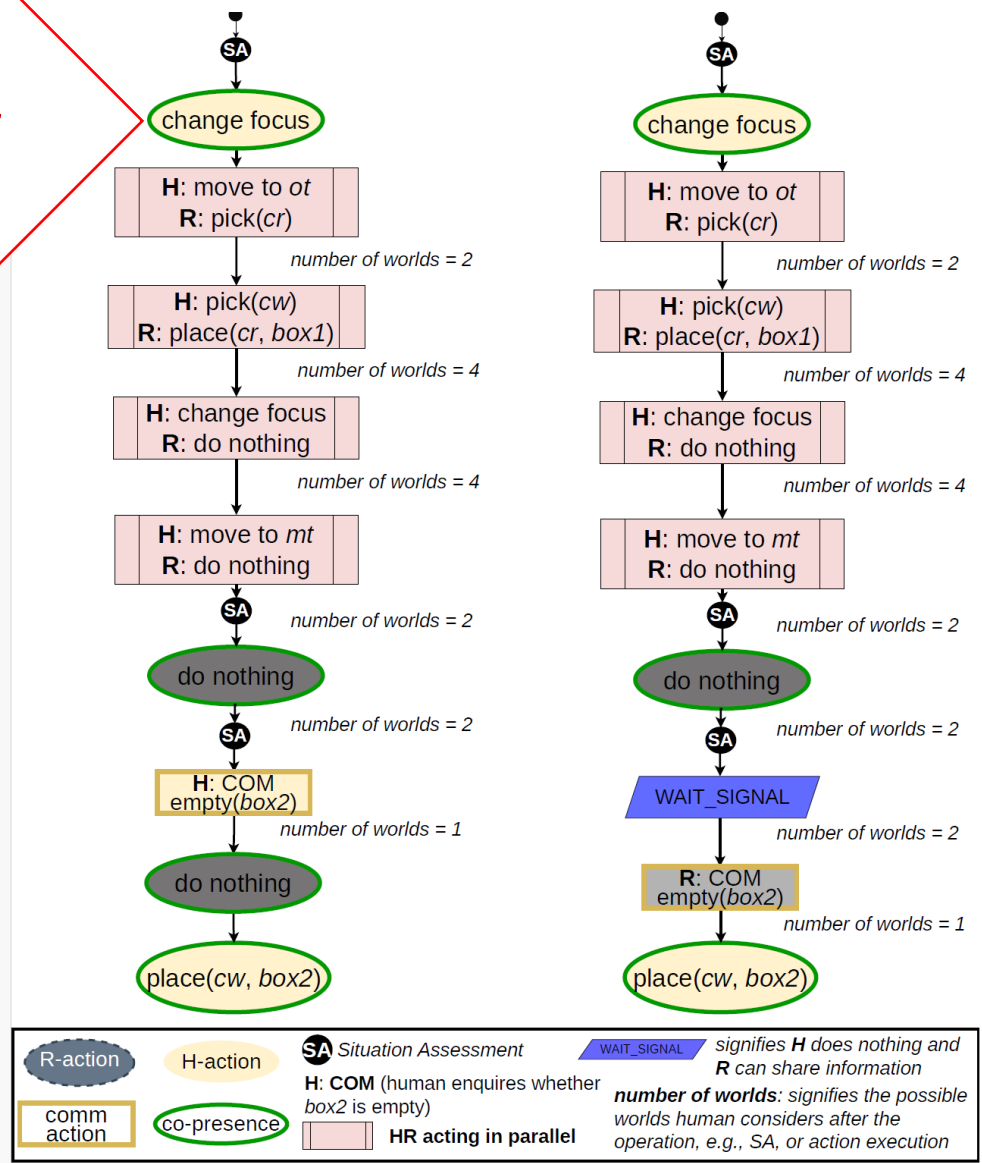 SA
change focus
H: move to ot
R: pick(cr)
number of worlds = 2
H: pick(cw)
R: place(cr, box1)
number of worlds = 4
H: change focus
R: do nothing
number of worlds = 4
H: move to mt
R: do nothing
SA
number of worlds = 2
do nothing
number of worlds = 2
SA
H: COM
empty(box2)
number of worlds = 1
do nothing
place(cw, box2)
SA
change focus
H: move to ot
R: pick(cr)
number of worlds = 2
H: pick(cw)
R: place(cr, box1)
number of worlds = 4
H: change focus
R: do nothing
number of worlds = 4
H: move to mt
R: do nothing
SA
number of worlds = 2
do nothing
number of worlds = 2
SA
WAIT_SIGNAL
number of worlds = 2
R: COM
empty(box2)
number of worlds = 1
place(cw, box2)
R-action
H-action
comm
action
co-presence
SA Situation Assessment
H: COM (human enquires whether
box2 is empty)
HR acting in parallel
WAIT_SIGNAL signifies H does nothing and
R can share information
number of worlds: signifies the possible
worlds human considers after the
operation, e.g., SA, or action execution